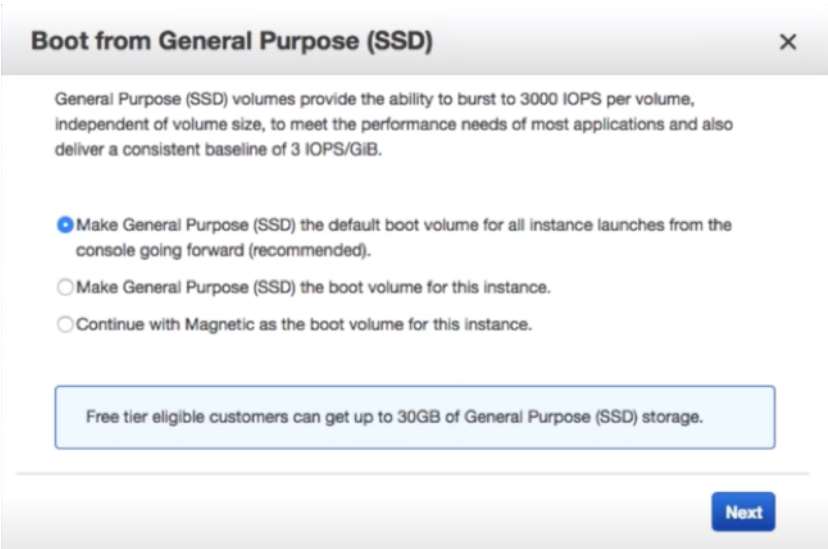 Boot from General Purpose (SSD)
General Purpose (SSD) volumes provide the ability to burst to 3000 IOPS per volume,
independent of volume size, to meet the performance needs of most applications and also
deliver a consistent baseline of 3 IOPS/GiB.
Make General Purpose (SSD) the default boot volume for all instance launches from the
console going forward (recommended).
Make General Purpose (SSD) the boot volume for this instance.
Continue with Magnetic as the boot volume for this instance.
Free tier eligible customers can get up to 30GB of General Purpose (SSD) storage.
Next